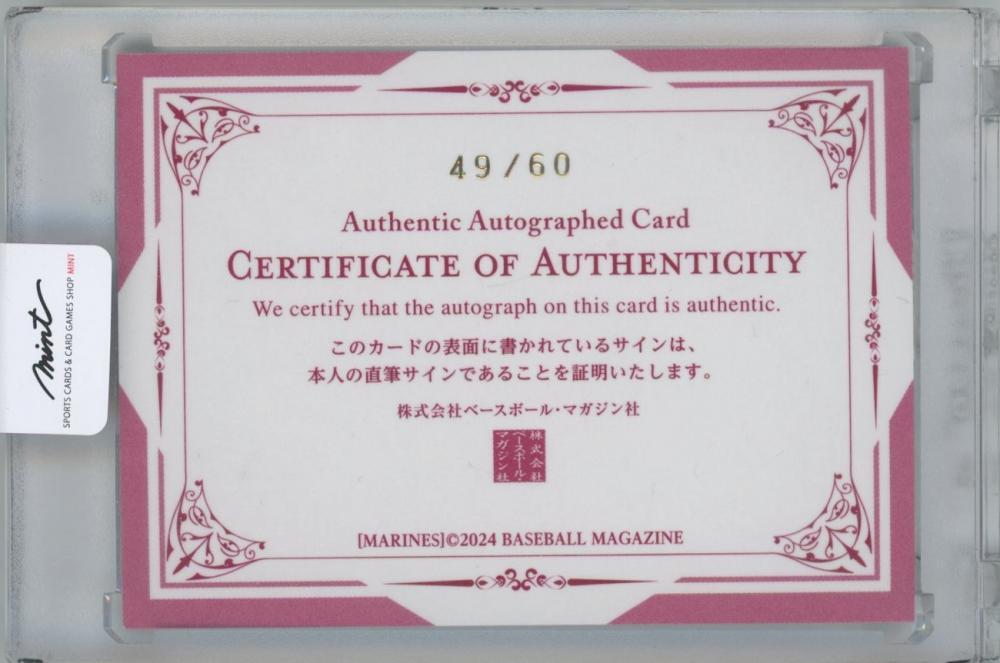 49/60
Authentic Autographed Card
CERTIFICATE OF AUTHENTICITY
We certify that the autograph on this card is authentic.
このカードの表面に書かれているサインは、
本人の直筆サインであることを証明いたします。
株式会社ベースボール・マガジン社
株式会社
ベースボール・
マガジン社
[MARINES]©2024 BASEBALL MAGAZINE
mint
SPORTS CARDS & CARD GAMES SHOP MINT